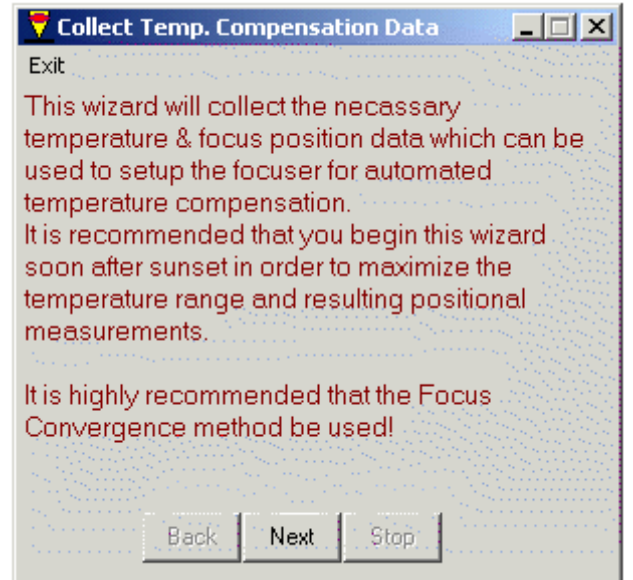 Collect Temp. Compensation Data
Exit
This wizard will collect the necassary
temperature & focus position data which can be
used to setup the focuser for automated
temperature compensation.
It is recommended that you begin this wizard
soon after sunset in order to maximize the
temperature range and resulting positional
measurements.
It is highly recommended that the Focus
Convergence method be used!
Back Next Stop